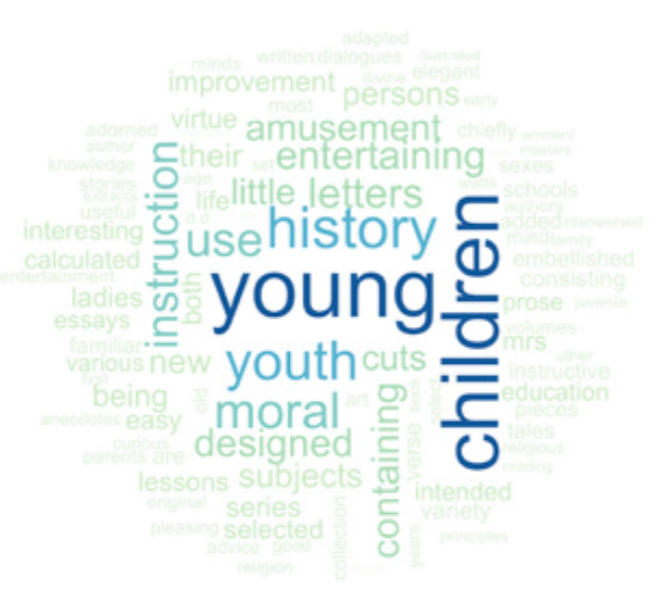 adapted
minds written dialogues illustrated
improvement divine elegant
most persons early
virtue amusement chiefly eminent
adorned
author their set entertaining masters
knowledge age watts sexes
stories little letters schools
extracts life authors
useful d.d history added interspersed
interesting use mind family
instruction
calculated embellished
entertainment both young consisting
ladies prose juvenile
essays children volumes
familiar youth cuts mrs
various new other
first instructive
being old moral art book select education
anecdotes easy pieces
curious designed containing verse tales
parents are religious
lessons subjects reading
original series intended
pleasing selected variety
advice good collection years principles
religion